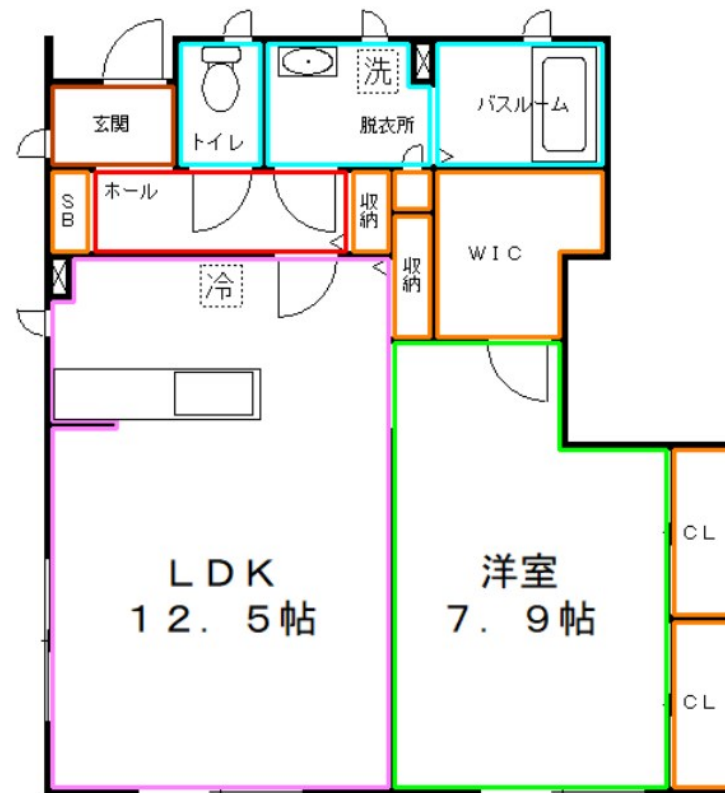 洗
玄関
トイレ
脱衣所
バスルーム
SB
ホール
収納
収納
WIC
冷
LDK
12.5帖
洋室
7.9帖
CL
CL